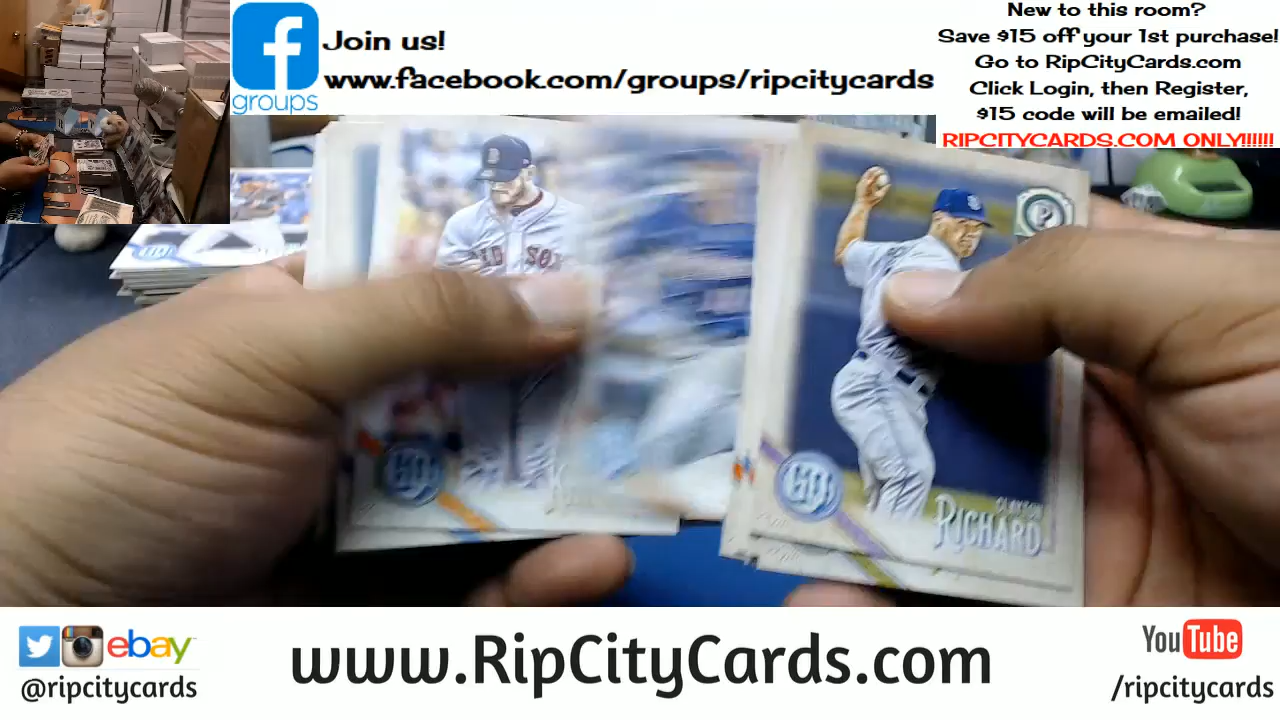 Join us!
www.facebook.com/groups/ripcitycards
groups
New to this room?
Save $15 off your 1st purchase!
Go to RipCityCards.com
Click Login, then Register,
$15 code will be emailed!
RIPCITYCARDS.COM ONLY!!!!!!
RED SOX
P
GQ
GQ
CLAYTON
RICHARD
ebay
@ripcitycards
www.RipCityCards.com
YouTube
/ripcitycards